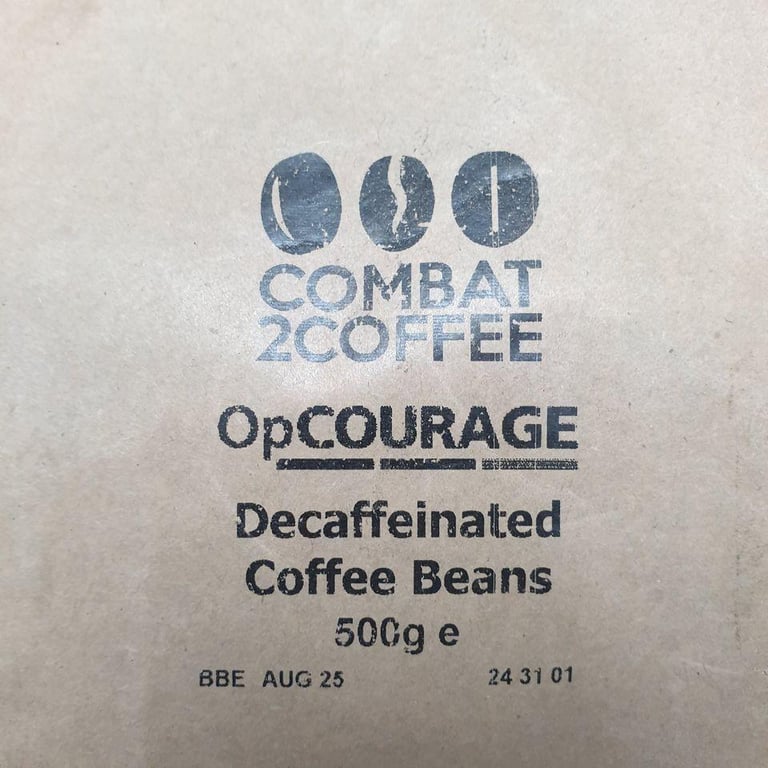 COMBAT
2COFFEE
OpCOURAGE
Decaffeinated
Coffee Beans
500g e
BBE AUG 25 24 31 01